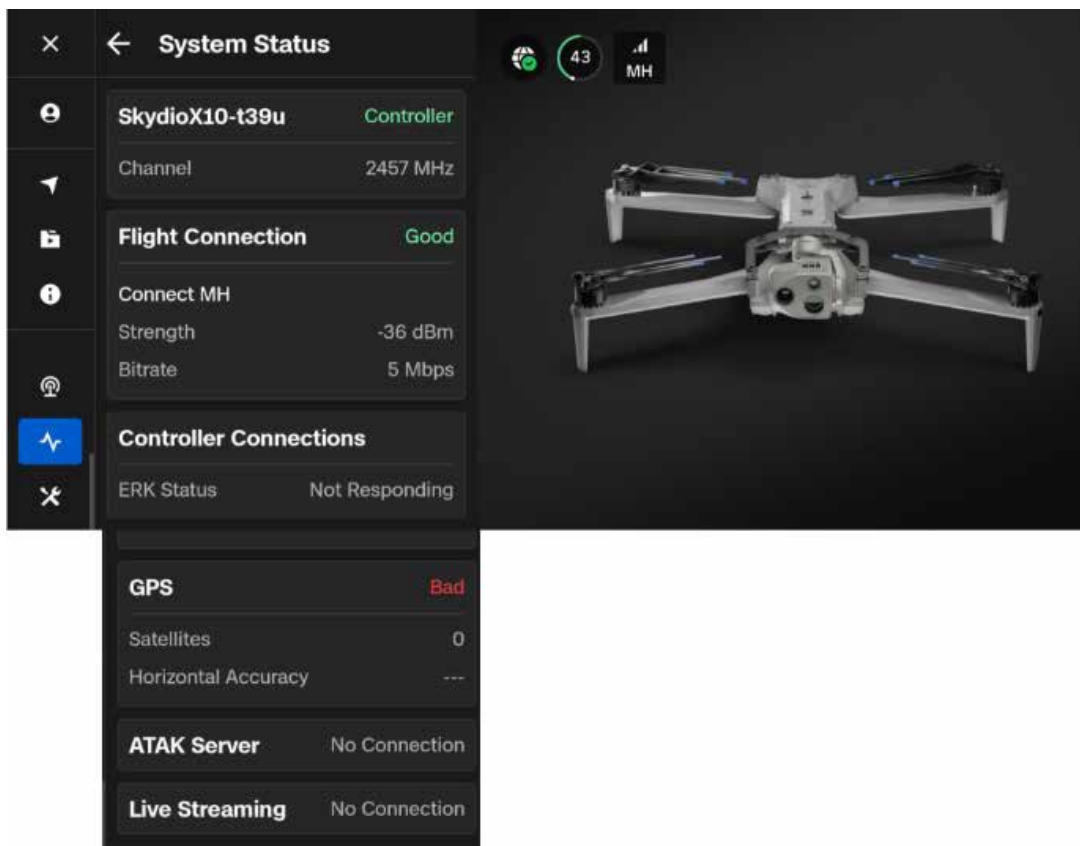 System Status
43
MH
SkydioX10-t39u Controller
Channel 2457 MHz
Flight Connection Good
Connect MH
Strength -36 dBm
Bitrate 5 Mbps
Controller Connections
ERK Status Not Responding
GPS Bad
Satellites 0
Horizontal Accuracy ---
ATAK Server No Connection
Live Streaming No Connection